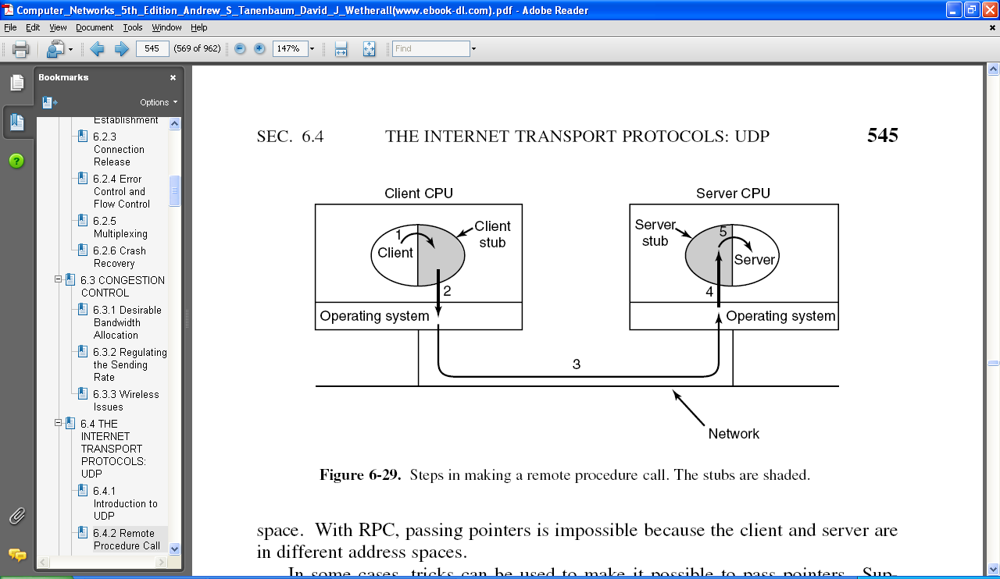 Computer_Networks_5th_Edition_Andrew_S_Tanenbaum_David_J_Wetherall(www.ebook-dl.com).pdf - Adobe Reader
File Edit View Document Tools Window Help
545 (569 of 962) 147% Find
Bookmarks
Options
Establishment
6.2.3
Connection
Release
6.2.4 Error
Control and
Flow Control
6.2.5
Multiplexing
6.2.6 Crash
Recovery
6.3 CONGESTION
CONTROL
6.3.1 Desirable
Bandwidth
Allocation
6.3.2 Regulating
the Sending
Rate
6.3.3 Wireless
Issues
6.4 THE
INTERNET
TRANSPORT
PROTOCOLS:
UDP
6.4.1
Introduction to
UDP
6.4.2 Remote
Procedure Call
SEC. 6.4 THE INTERNET TRANSPORT PROTOCOLS: UDP 545
Client CPU
Client
stub
1
Client
2
Operating system
Server CPU
Server
stub
5
Server
4
Operating system
3
Network
Figure 6-29. Steps in making a remote procedure call. The stubs are shaded.
space. With RPC, passing pointers is impossible because the client and server are
in different address spaces.
In some cases, tricks can be used to make it possible to pass pointers. Sup-